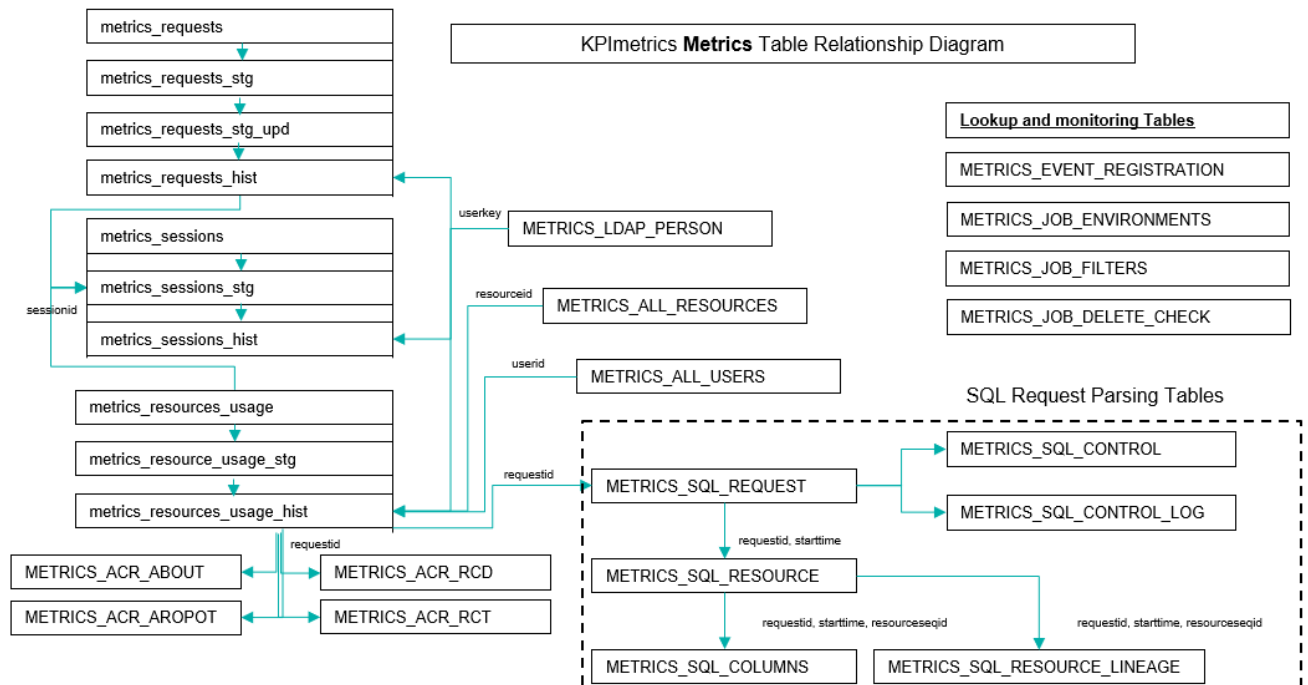 metrics_requests
KPImetrics Metrics Table Relationship Diagram
metrics_requests_stg
metrics_requests_stg_upd
metrics_requests_hist
Lookup and monitoring Tables
METRICS_EVENT_REGISTRATION
METRICS_JOB_ENVIRONMENTS
METRICS_JOB_FILTERS
METRICS_JOB_DELETE_CHECK
userkey
METRICS_LDAP_PERSON
metrics_sessions
metrics_sessions_stg
metrics_sessions_hist
sessionid
resourceid
METRICS_ALL_RESOURCES
userid
METRICS_ALL_USERS
metrics_resources_usage
metrics_resource_usage_stg
metrics_resources_usage_hist
requestid
METRICS_ACR_ABOUT
METRICS_ACR_RCD
METRICS_ACR_AROPOT
METRICS_ACR_RCT
SQL Request Parsing Tables
requestid
METRICS_SQL_REQUEST
METRICS_SQL_CONTROL
METRICS_SQL_CONTROL_LOG
requestid, starttime
METRICS_SQL_RESOURCE
requestid, starttime, resourceseqid
requestid, starttime, resourceseqid
METRICS_SQL_COLUMNS
METRICS_SQL_RESOURCE_LINEAGE